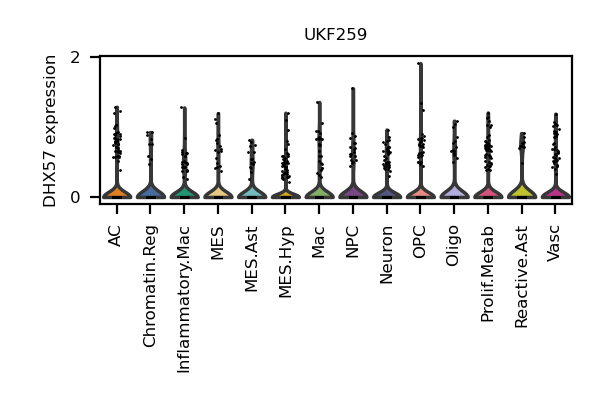 UKF259
DHX57 expression
2
0
AC
Chromatin.Reg
Inflammatory.Mac
MES
MES.Ast
MES.Hyp
Mac
NPC
Neuron
OPC
Oligo
Prolif.Metab
Reactive.Ast
Vasc